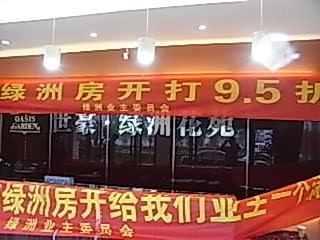 绿洲房开打9.5折
绿洲业主委员会
OASIS
GARDEN
世豪·绿洲花苑
绿洲房开给我们业主一个
绿洲业主委员会